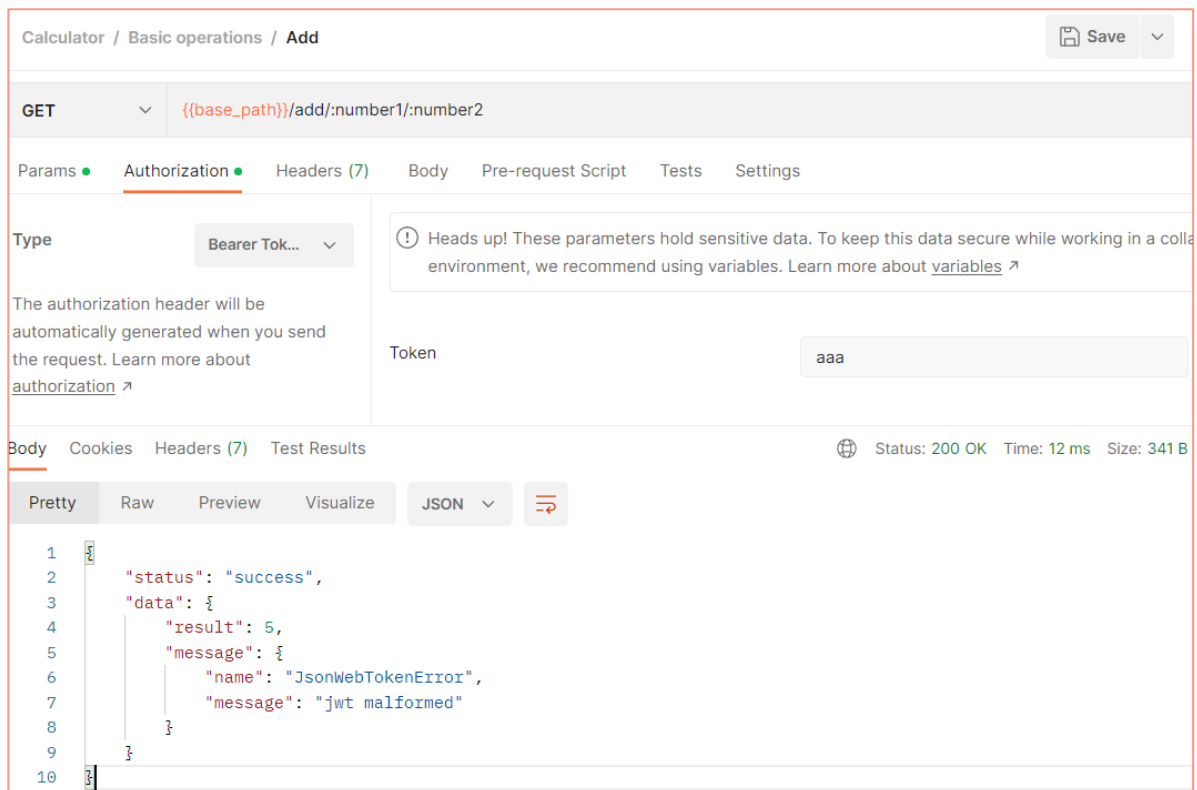 Calculator / Basic operations / Add
Save
GET
{{base_path}}/add/:number1/:number2
Params
Authorization
Headers (7)
Body
Pre-request Script
Tests
Settings
Type
Bearer Tok...
Heads up! These parameters hold sensitive data. To keep this data secure while working in a colla
environment, we recommend using variables. Learn more about variables ↗
The authorization header will be
automatically generated when you send
the request. Learn more about
authorization ↗
Token
aaa
Body
Cookies
Headers (7)
Test Results
Status: 200 OK
Time: 12 ms
Size: 341 B
Pretty
Raw
Preview
Visualize
JSON
1 {
2 "status": "success",
3 "data": {
4 "result": 5,
5 "message": {
6 "name": "JsonWebTokenError",
7 "message": "jwt malformed"
8 }
9 }
10 }